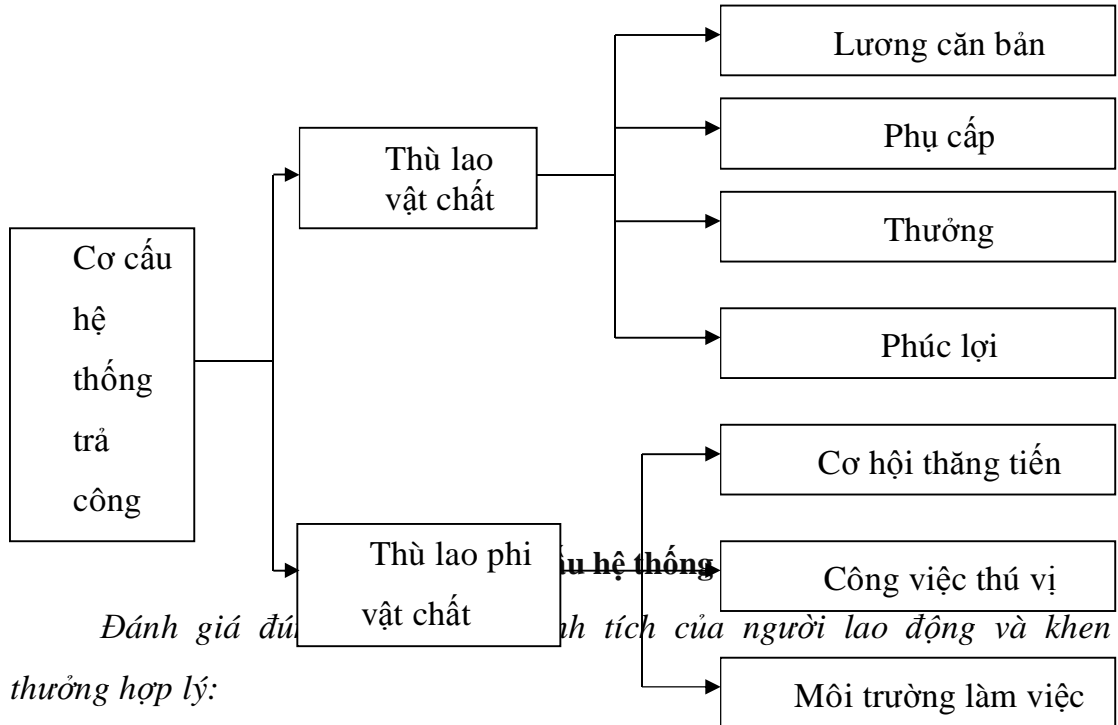 Lương căn bản
Phụ cấp
Thù lao
vật chất
Thưởng
Cơ cấu
hệ
thống
trả
công
Phúc lợi
Cơ hội thăng tiến
Thù lao phi
vật chất
hệ thống
Công việc thú vị
Đánh giá tích của người lao động và khen
thưởng hợp lý:
Môi trường làm việc